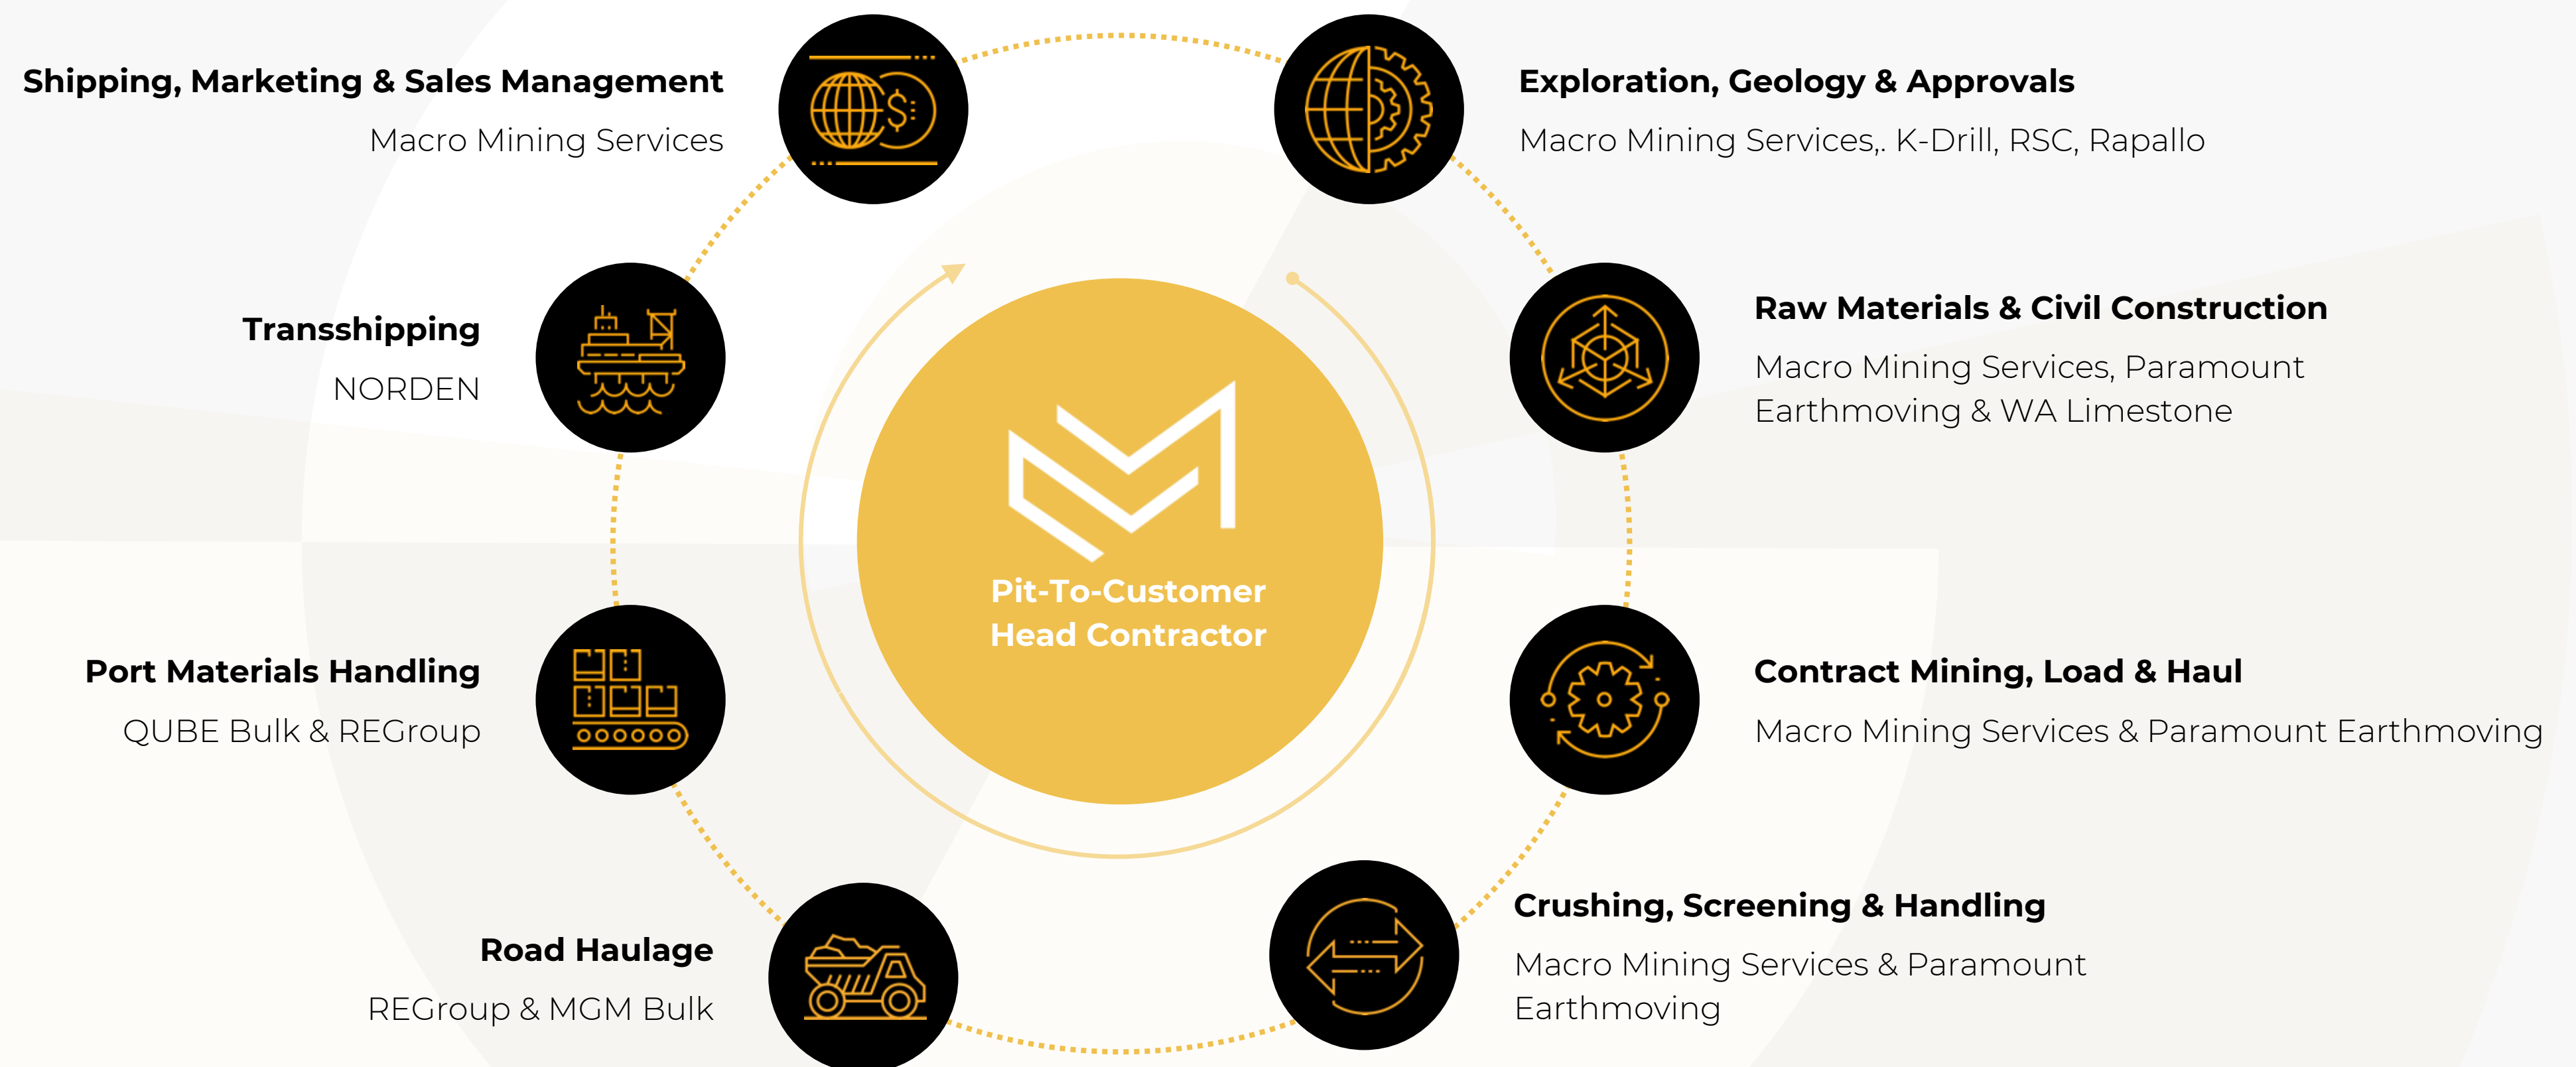 Shipping, Marketing & Sales Management
Macro Mining Services
Exploration, Geology & Approvals
Macro Mining Services,. K-Drill, RSC, Rapallo
Transshipping
NORDEN
Raw Materials & Civil Construction
Macro Mining Services, Paramount
Earthmoving & WA Limestone
Pit-To-Customer
Head Contractor
Port Materials Handling
QUBE Bulk & REGroup
Contract Mining, Load & Haul
Macro Mining Services & Paramount Earthmoving
Road Haulage
REGroup & MGM Bulk
Crushing, Screening & Handling
Macro Mining Services & Paramount
Earthmoving